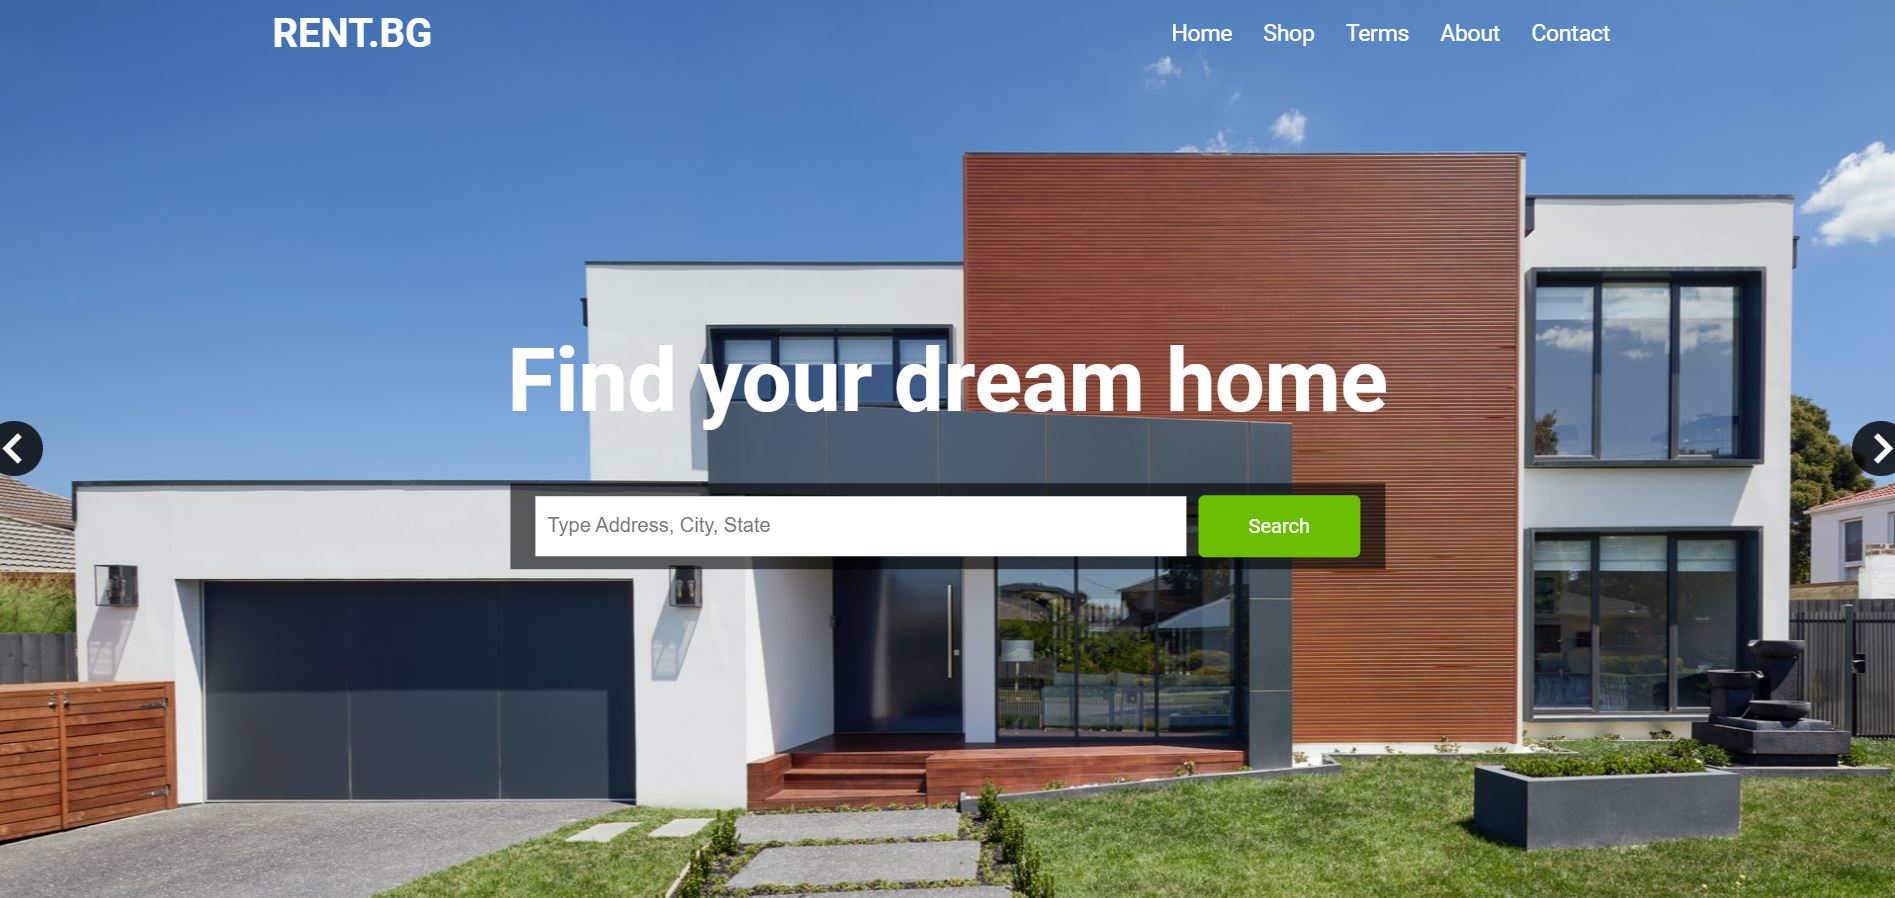 RENT.BG
Home Shop Terms About Contact
Find your dream home
Type Address, City, State
Search